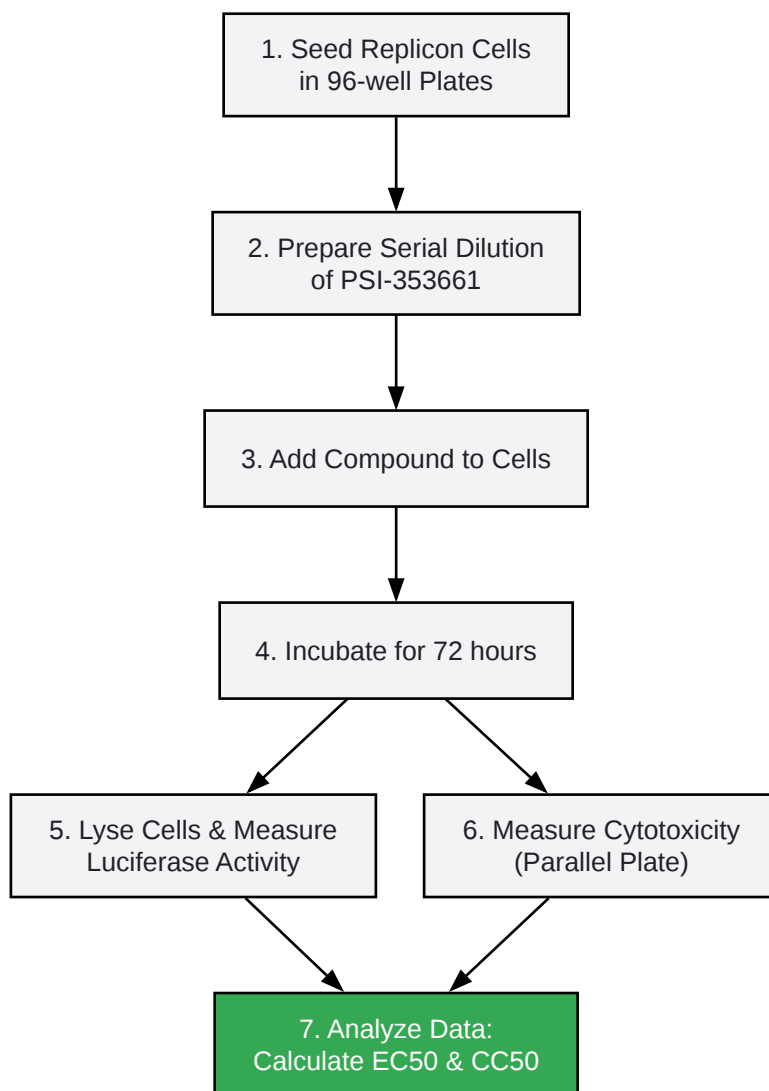 1. Seed Replicon Cells
in 96-well Plates
2. Prepare Serial Dilution
of PSI-353661
3. Add Compound to Cells
4. Incubate for 72 hours
5. Lyse Cells & Measure
Luciferase Activity
6. Measure Cytotoxicity
(Parallel Plate)
7. Analyze Data:
Calculate EC50 & CC50